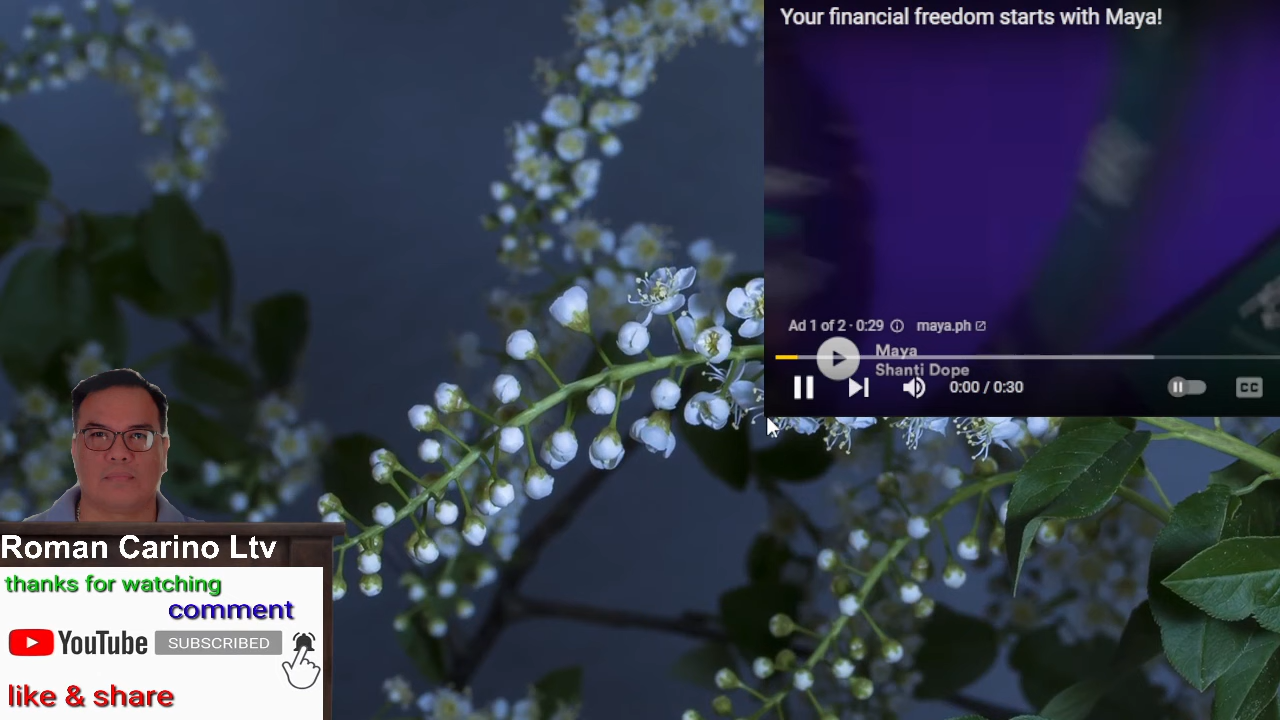 Your financial freedom starts with Maya!
Ad 1 of 2 · 0:29 maya.ph
Maya
Shanti Dope
0:00 / 0:30
CC
Roman Carino Ltv
thanks for watching
comment
YouTube SUBSCRIBED
like & share